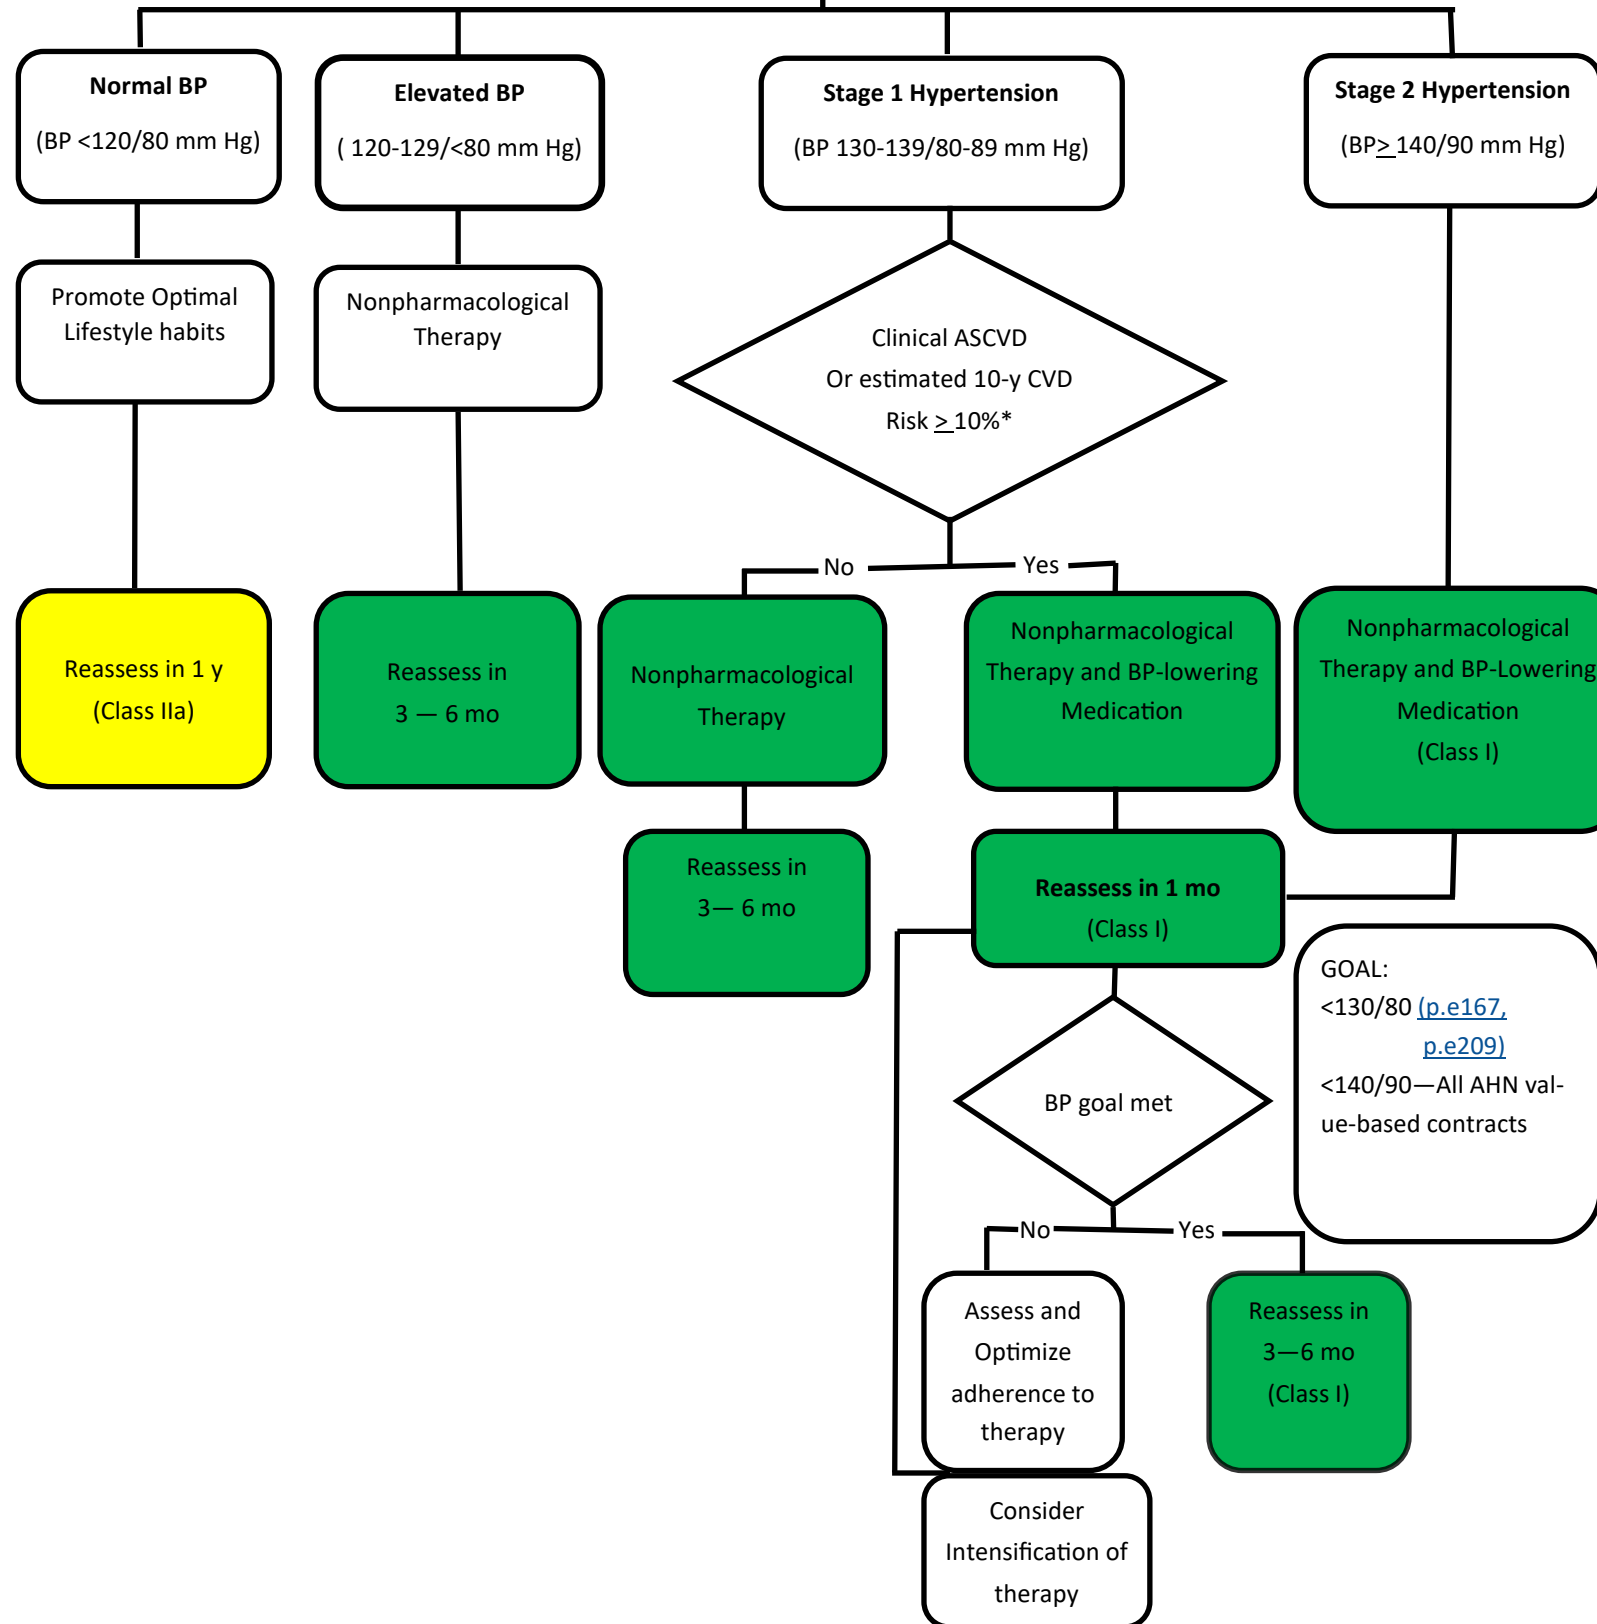 Normal BP
(BP <120/80 mm Hg)
Elevated BP
( 120-129/<80 mm Hg)
Stage 1 Hypertension
(BP 130-139/80-89 mm Hg)
Stage 2 Hypertension
(BP> 140/90 mm Hg)
Promote Optimal
Lifestyle habits
Nonpharmacological
Therapy
Clinical ASCVD
Or estimated 10-y CVD
Risk > 10%*
No
Yes
Reassess in 1 y
(Class IIa)
Reassess in
3 — 6 mo
Nonpharmacological
Therapy
Nonpharmacological
Therapy and BP-lowering
Medication
Nonpharmacological
Therapy and BP-Lowering
Medication
(Class I)
Reassess in
3— 6 mo
Reassess in 1 mo
(Class I)
GOAL:
<130/80 (p.e167,
p.e209)
<140/90—All AHN val-
ue-based contracts
BP goal met
No
Yes
Assess and
Optimize
adherence to
therapy
Reassess in
3—6 mo
(Class I)
Consider
Intensification of
therapy